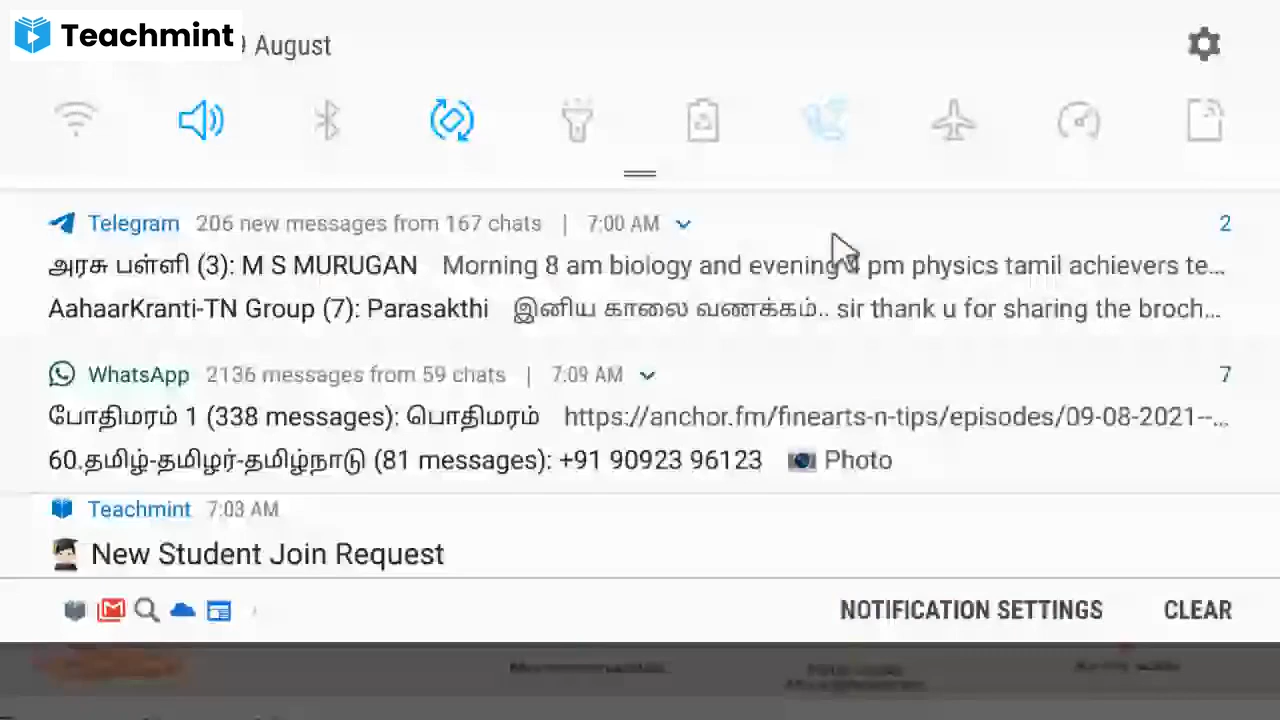 Teachmint
9 August
Telegram 206 new messages from 167 chats | 7:00 AM 2
அரசு பள்ளி (3): M S MURUGAN Morning 8 am biology and evening 4 pm physics tamil achievers te...
AahaarKranti-TN Group (7): Parasakthi இனிய காலை வணக்கம்.. sir thank u for sharing the broch...
WhatsApp 2136 messages from 59 chats | 7:09 AM 7
போதிமரம் 1 (338 messages): பொதிமரம் https://anchor.fm/finearts-n-tips/episodes/09-08-2021--...
60.தமிழ்-தமிழர்-தமிழ்நாடு (81 messages): +91 90923 96123 Photo
Teachmint 7:03 AM
New Student Join Request
NOTIFICATION SETTINGS CLEAR